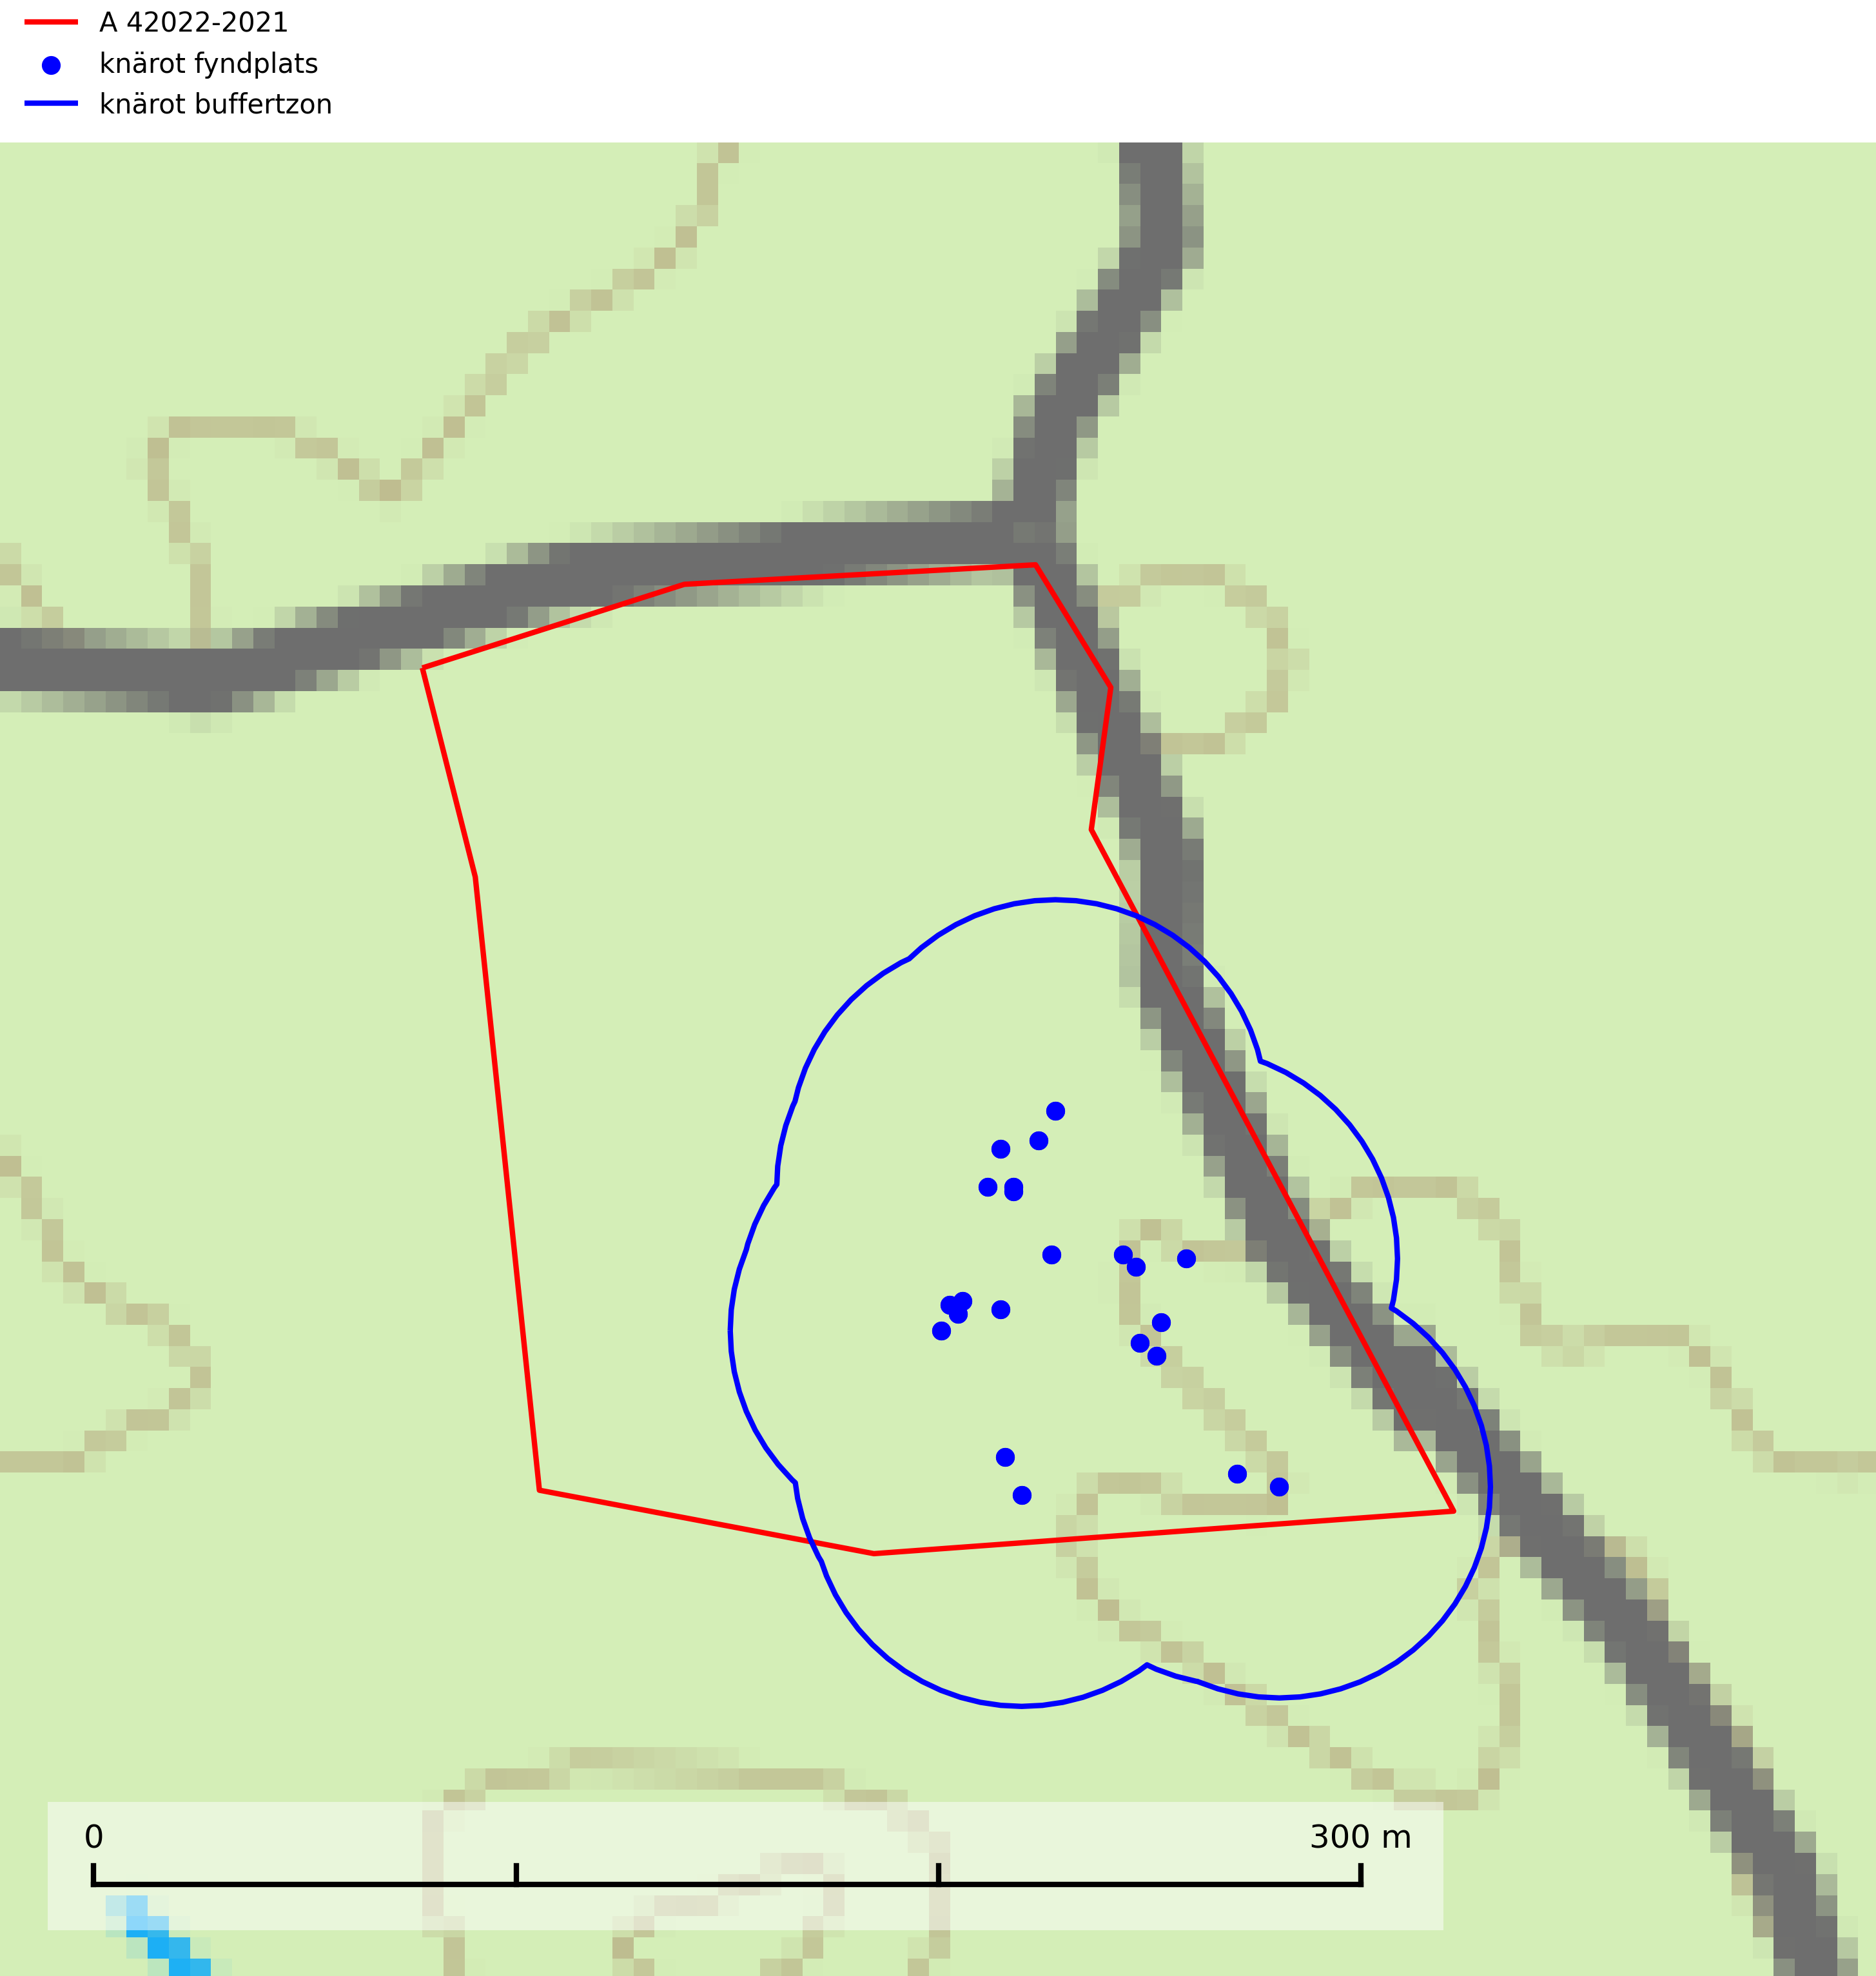 A 42022-2021
knärot fyndplats
knärot buffertzon
0
300 m